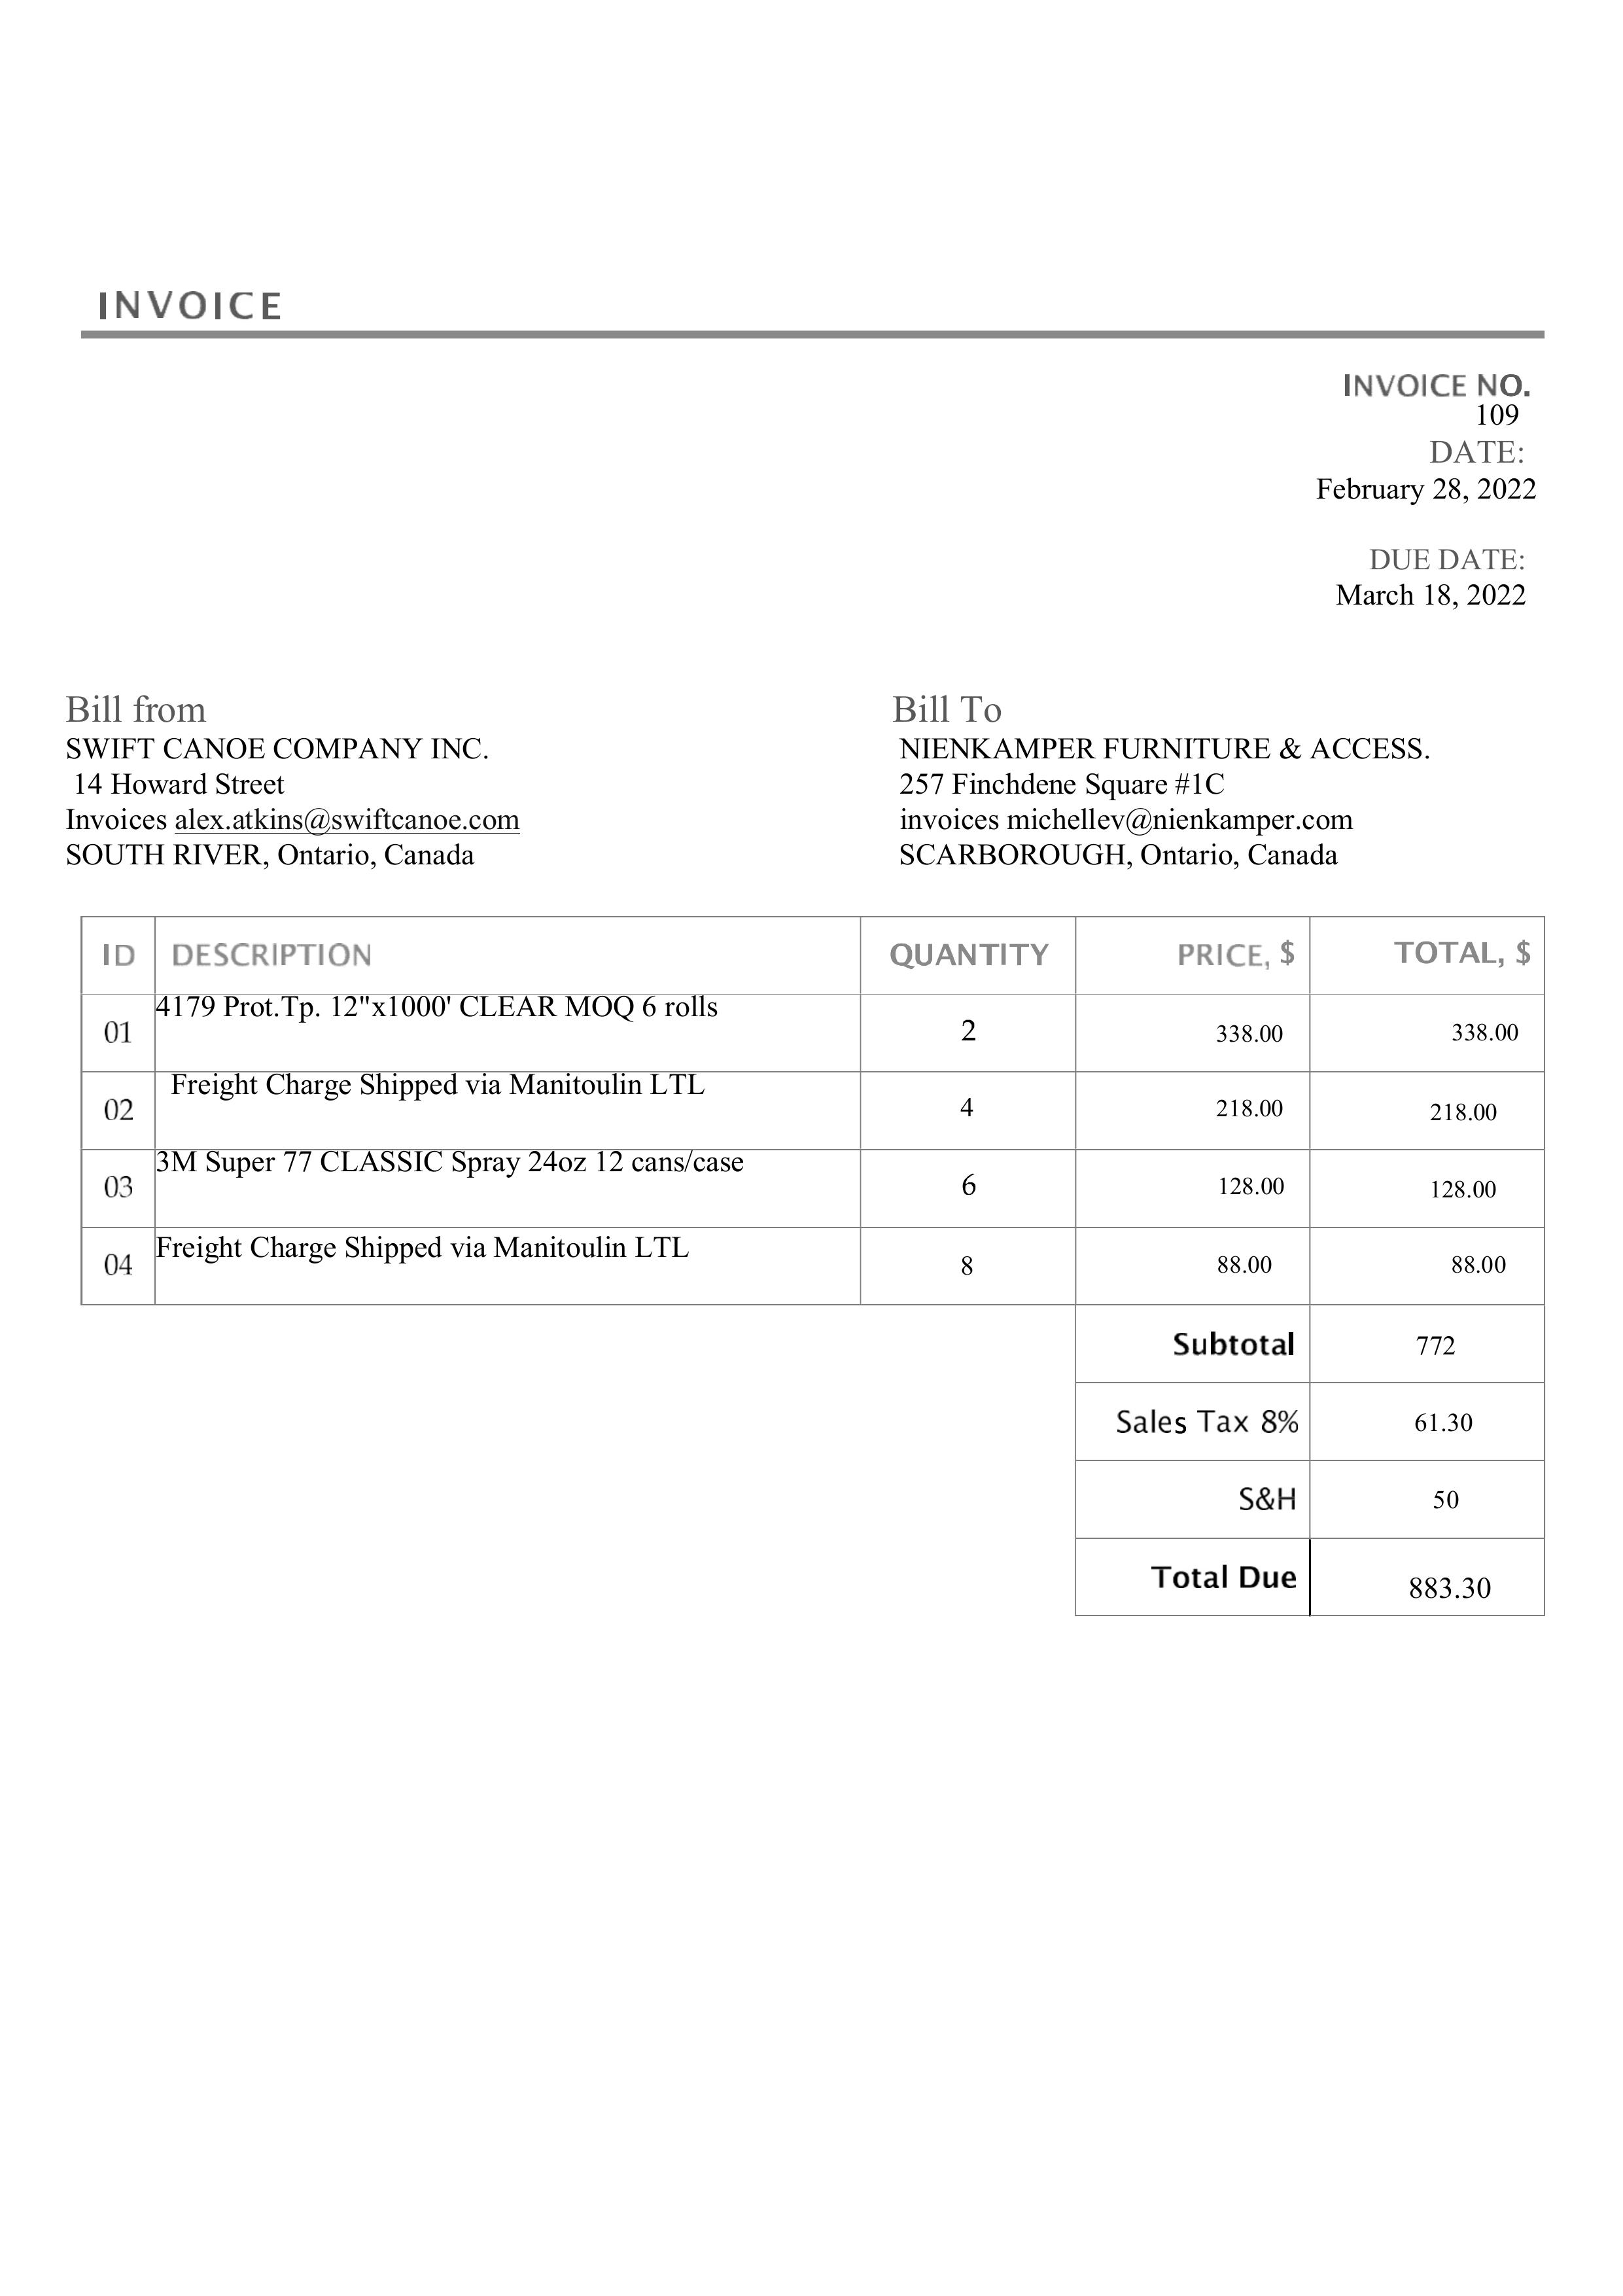 INVOICE
INVOICE NO.
109
DATE:
February 28, 2022
DUE DATE:
March 18, 2022
Bill from
SWIFT CANOE COMPANY INC.
14 Howard Street
Invoices alex.atkins@swiftcanoe.com
SOUTH RIVER, Ontario, Canada
Bill To
NIENKAMPER FURNITURE & ACCESS.
257 Finchdene Square #1C
invoices michellev@nienkamper.com
SCARBOROUGH, Ontario, Canada
ID DESCRIPTION QUANTITY PRICE, $ TOTAL, $
01 4179 Prot.Tp. 12"x1000' CLEAR MOQ 6 rolls 2 338.00 338.00
02 Freight Charge Shipped via Manitoulin LTL 4 218.00 218.00
03 3M Super 77 CLASSIC Spray 24oz 12 cans/case 6 128.00 128.00
04 Freight Charge Shipped via Manitoulin LTL 8 88.00 88.00
Subtotal 772
Sales Tax 8% 61.30
S&H 50
Total Due 883.30